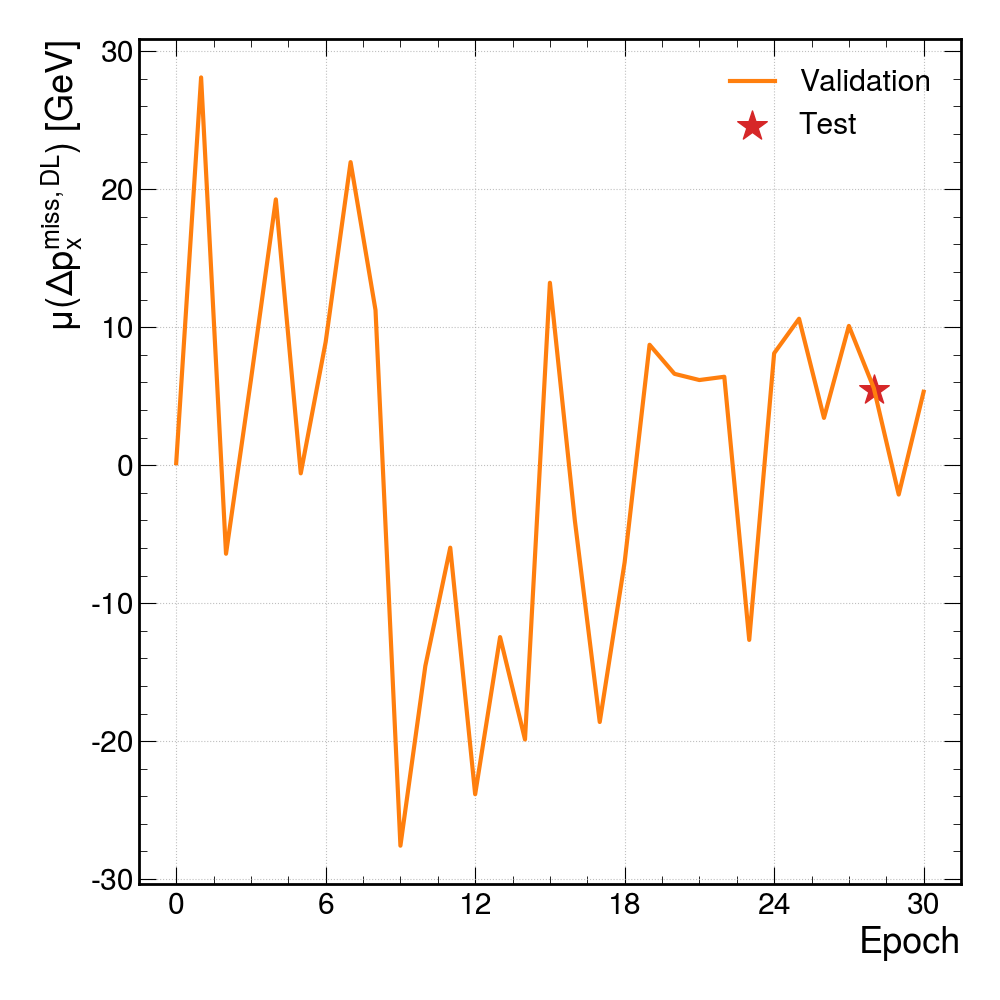 μ(Δp_x^{miss, DL}) [GeV]
30
20
10
0
-10
-20
-30
Validation
Test
0 6 12 18 24 30
Epoch